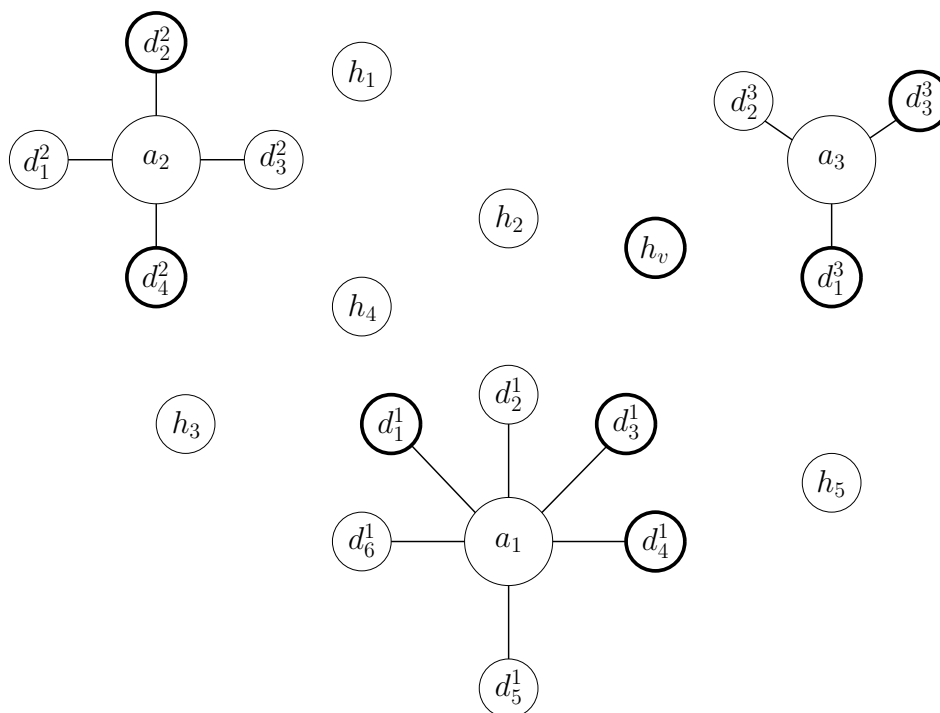 d_2^2
h_1
d_2^3
d_3^3
d_1^2
a_2
d_3^2
a_3
h_2
h_v
d_4^2
d_1^3
h_4
d_2^1
h_3
d_1^1
d_3^1
h_5
d_6^1
a_1
d_4^1
d_5^1